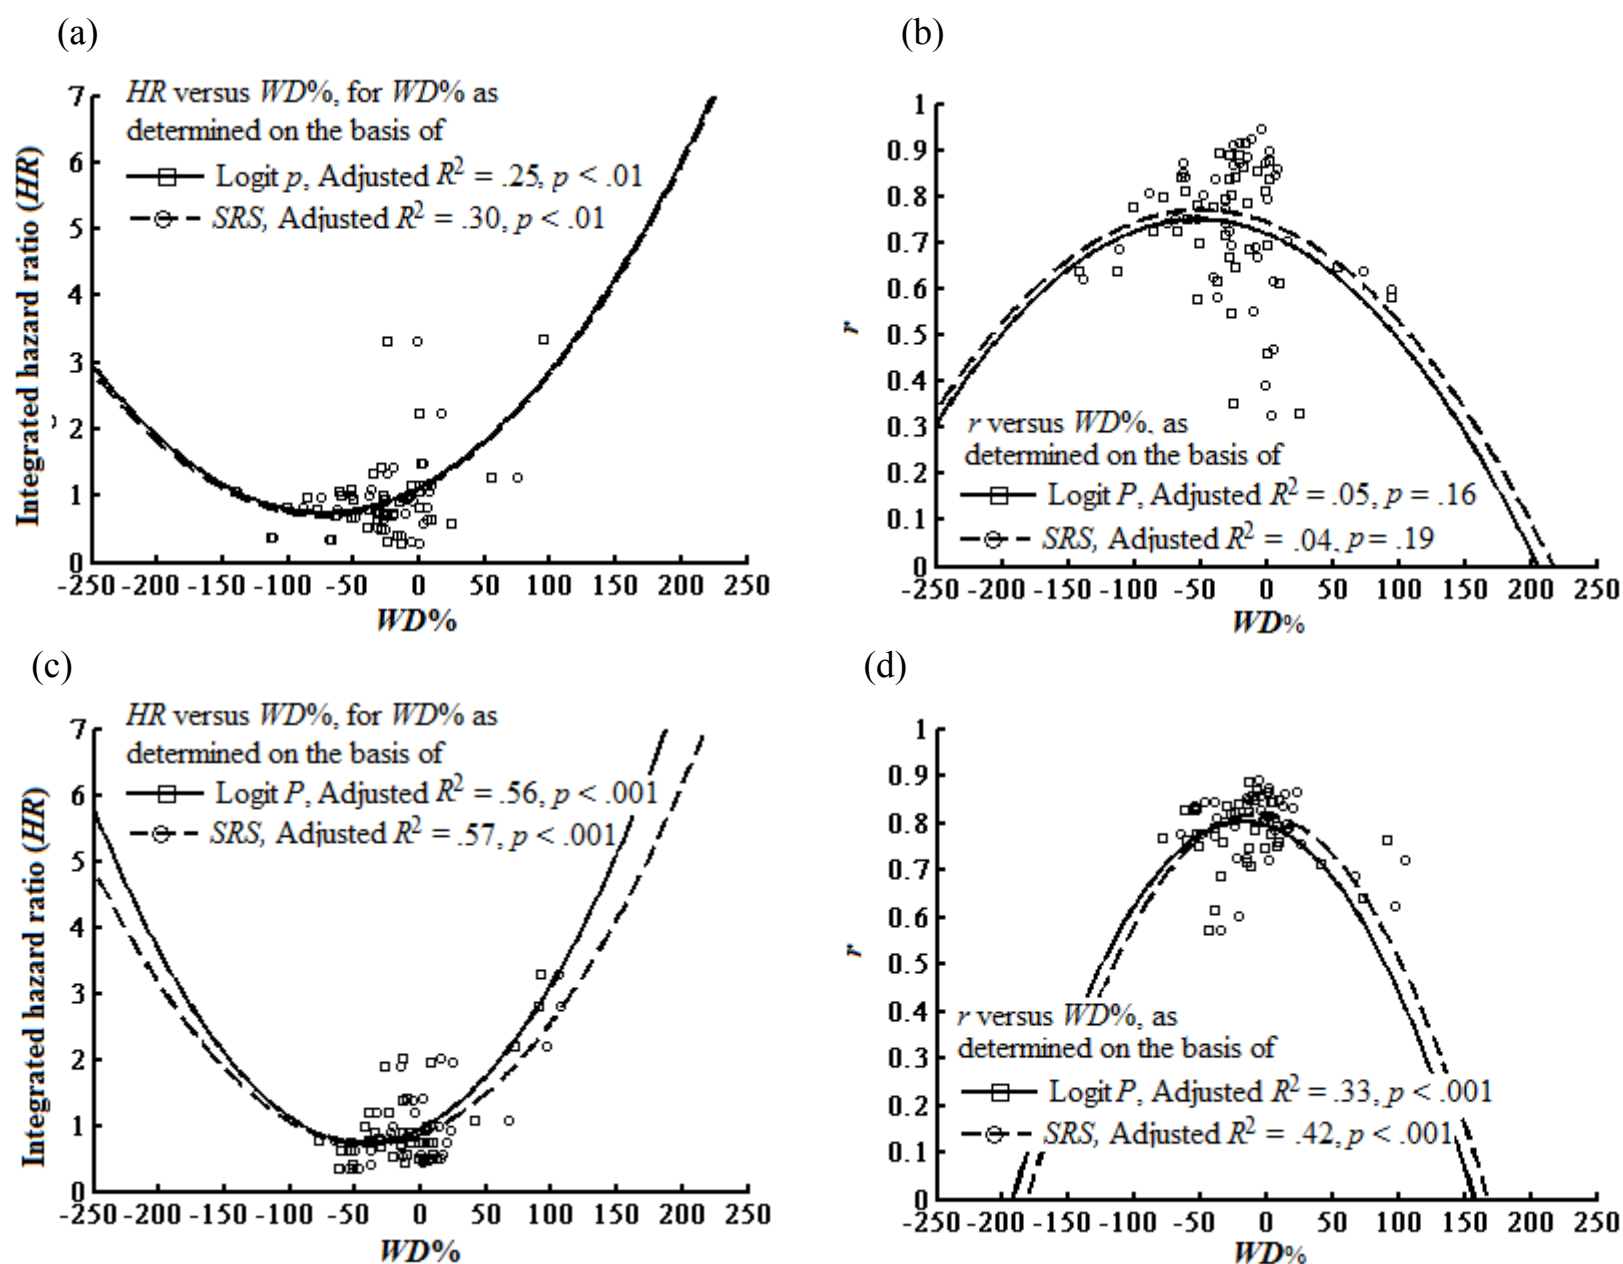 (a)
HR versus WD%, for WD% as
determined on the basis of
Logit p, Adjusted R² = .25, p < .01
SRS, Adjusted R² = .30, p < .01
Integrated hazard ratio (HR)
7
6
5
4
3
2
1
0
-250 -200 -150 -100 -50 0 50 100 150 200 250
WD%
(b)
r
1
0.9
0.8
0.7
0.6
0.5
0.4
0.3
0.2
0.1
0
r versus WD%, as
determined on the basis of
Logit P, Adjusted R² = .05, p = .16
SRS, Adjusted R² = .04, p = .19
-250 -200 -150 -100 -50 0 50 100 150 200 250
WD%
(c)
HR versus WD%, for WD% as
determined on the basis of
Logit P, Adjusted R² = .56, p < .001
SRS, Adjusted R² = .57, p < .001
Integrated hazard ratio (HR)
7
6
5
4
3
2
1
0
-250 -200 -150 -100 -50 0 50 100 150 200 250
WD%
(d)
r
1
0.9
0.8
0.7
0.6
0.5
0.4
0.3
0.2
0.1
0
r versus WD%, as
determined on the basis of
Logit P, Adjusted R² = .33, p < .001
SRS, Adjusted R² = .42, p < .001
-250 -200 -150 -100 -50 0 50 100 150 200 250
WD%